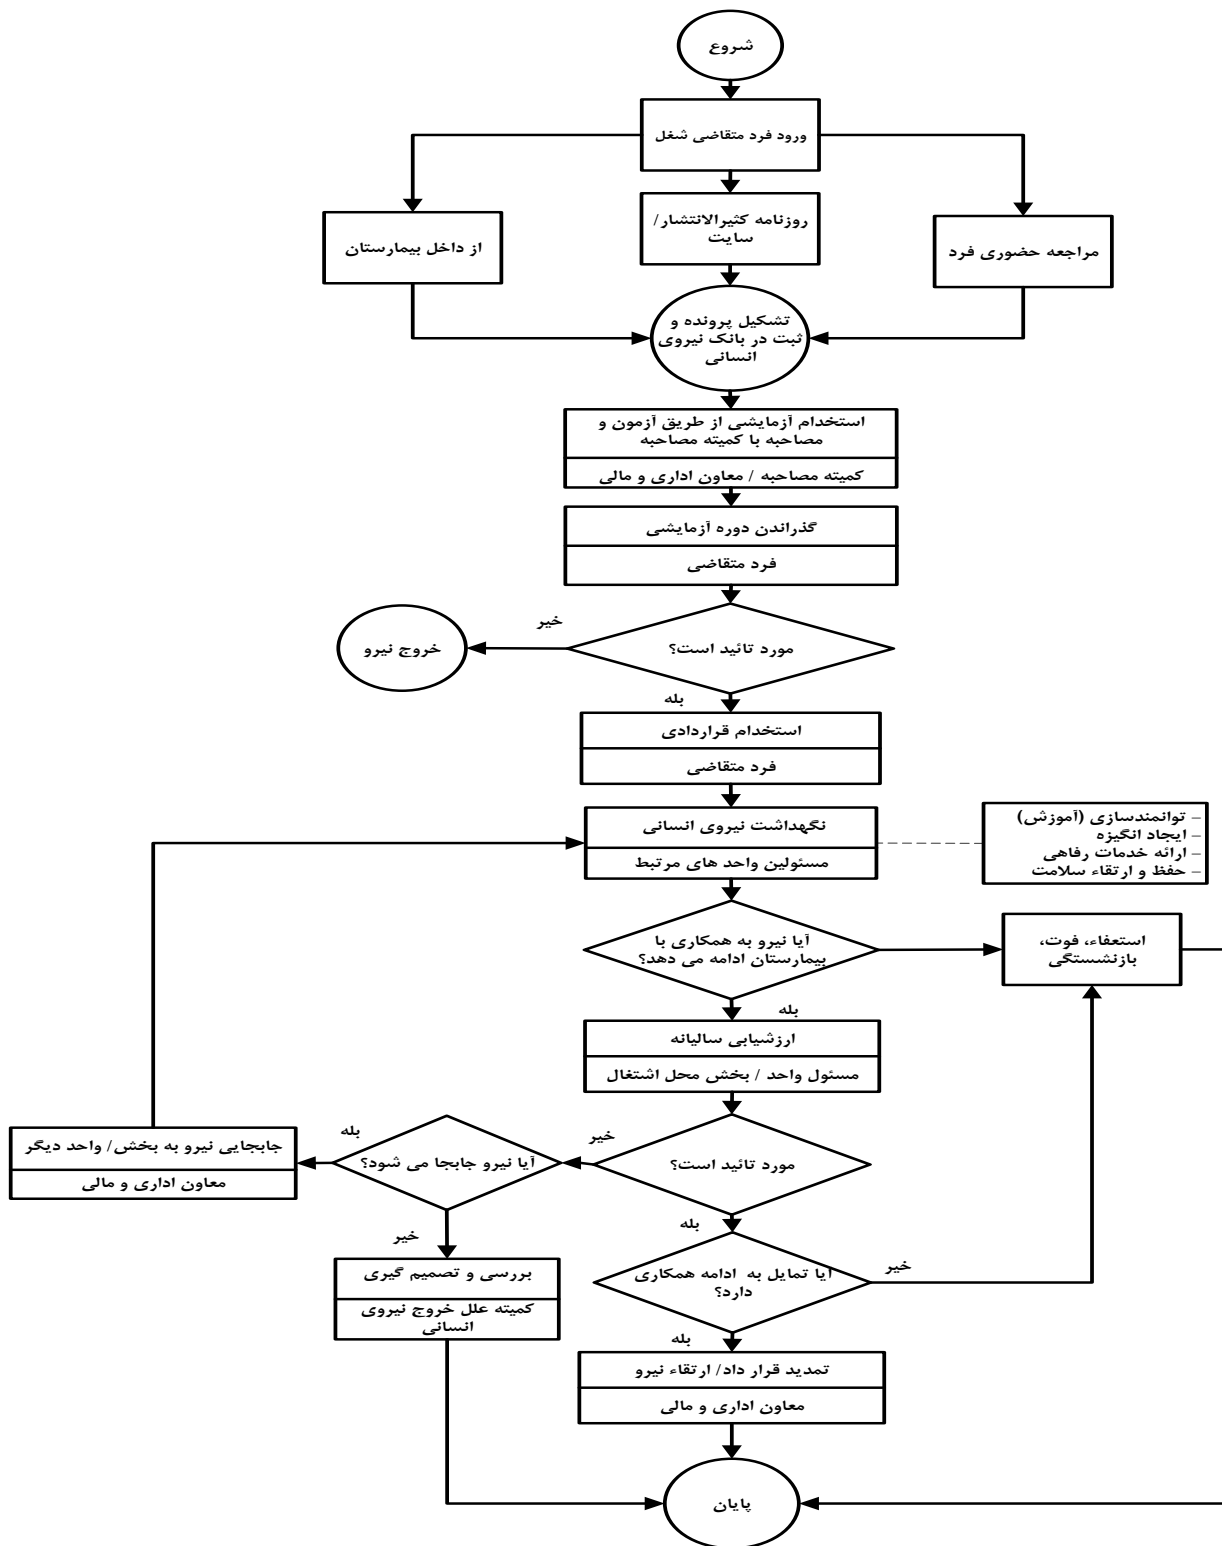 شروع
ورود فرد متقاضی شغل
مراجعه حضوری فرد
روزنامه کثیرالانتشار/
سایت
از داخل بیمارستان
تشکیل پرونده و
ثبت در بانک نیروی
انسانی
استخدام آزمایشی از طریق آزمون و
مصاحبه با کمیته مصاحبه
کمیته مصاحبه / معاون اداری و مالی
گذراندن دوره آزمایشی
فرد متقاضی
مورد تائید است؟
خیر
خروج نیرو
بله
استخدام قراردادی
فرد متقاضی
نگهداشت نیروی انسانی
مسئولین واحد های مرتبط
– توانمندسازی (آموزش)
– ایجاد انگیزه
– ارائه خدمات رفاهی
– حفظ و ارتقاء سلامت
آیا نیرو به همکاری با
بیمارستان ادامه می دهد؟
استعفاء، فوت،
بازنشستگی
بله
ارزشیابی سالیانه
مسئول واحد / بخش محل اشتغال
مورد تائید است؟
خیر
آیا نیرو جابجا می شود؟
بله
جابجایی نیرو به بخش/ واحد دیگر
معاون اداری و مالی
خیر
بررسی و تصمیم گیری
کمیته علل خروج نیروی
انسانی
بله
آیا تمایل به ادامه همکاری
دارد؟
خیر
بله
تمدید قرار داد/ ارتقاء نیرو
معاون اداری و مالی
پایان